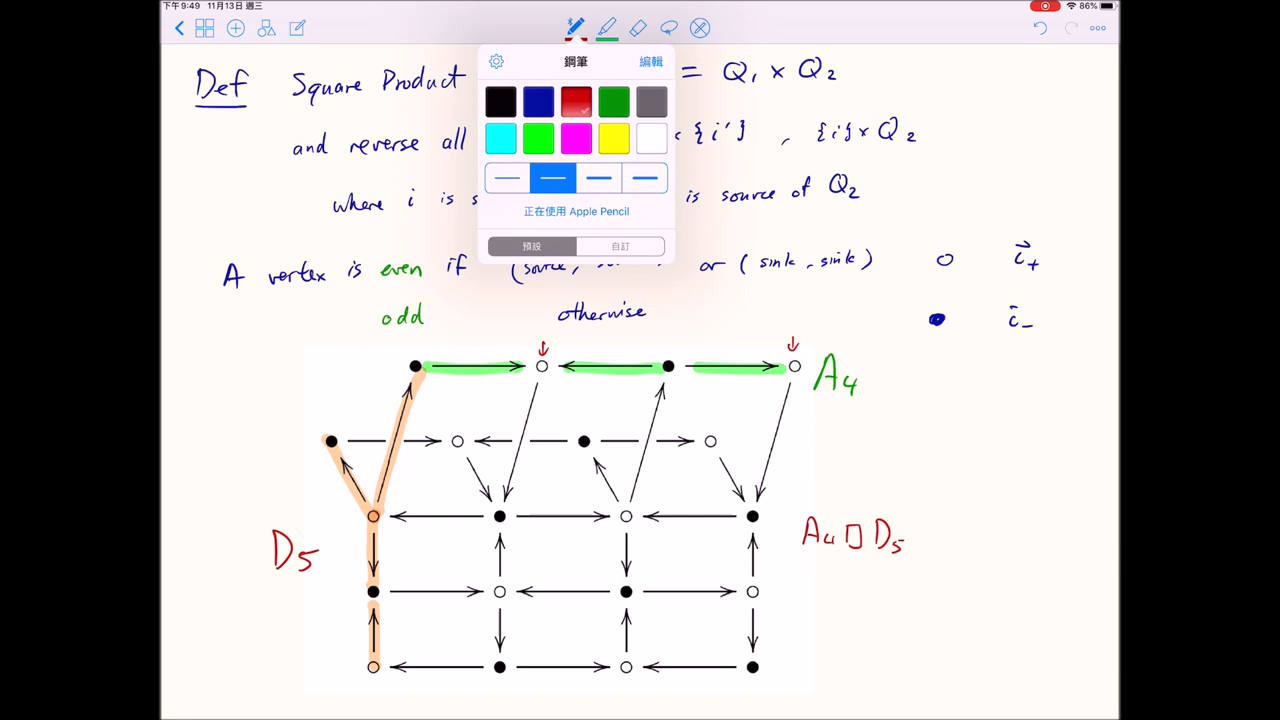 下午9:49 11月13日 週三
86%
鋼筆 編輯
Def Square Product = Q₁ × Q₂
and reverse all × {i'} , {i} × Q₂
where i is s is source of Q₂
正在使用 Apple Pencil
預設 自訂
A vertex is even if (source, or (sink, sink) ○ i₊
odd otherwise ● i₋
A₄
D₅
A₄ □ D₅